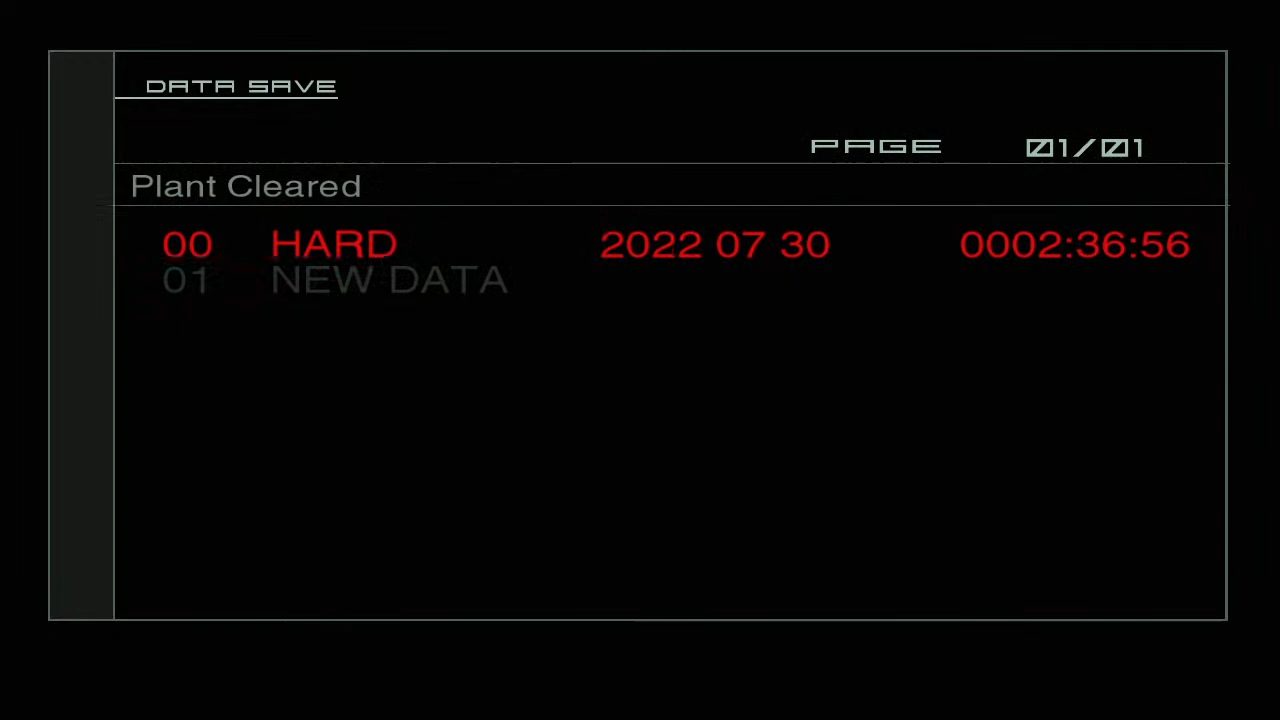 DATA SAVE
PAGE 01/01
Plant Cleared
00 HARD 2022 07 30 0002:36:56
01 NEW DATA